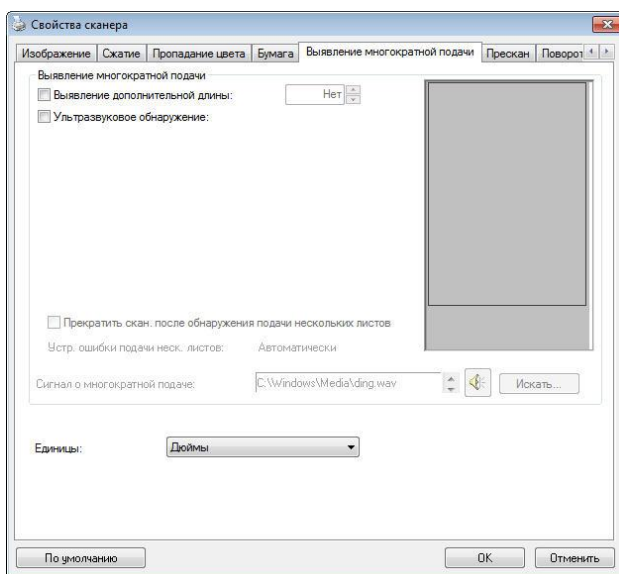 Свойства сканера
Изображение Сжатие Пропадание цвета Бумага Выявление многократной подачи Прескан Поворот
Выявление многократной подачи
Выявление дополнительной длины: Нет
Ультразвуковое обнаружение:
Прекратить скан. после обнаружения подачи нескольких листов
Устр. ошибки подачи неск. листов: Автоматически
Сигнал о многократной подаче: C:\Windows\Media\ding.wav Искать...
Единицы: Дюймы
По умолчанию OK Отменить